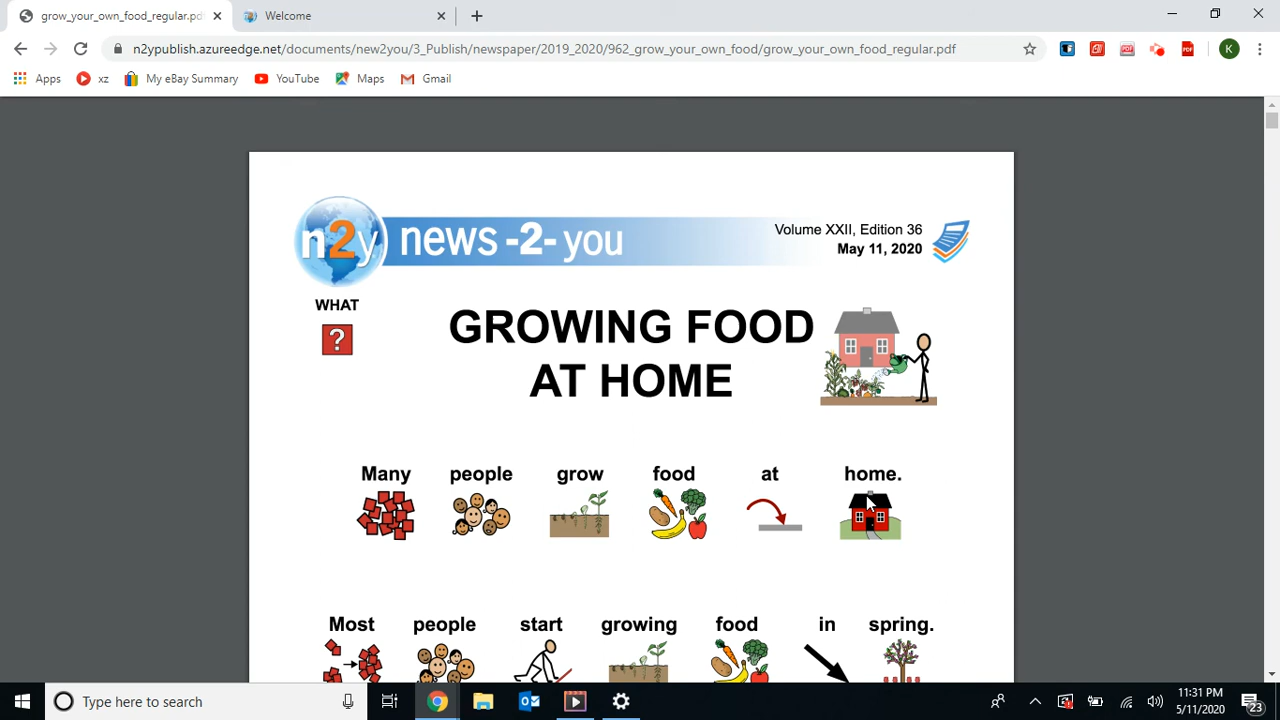 grow_your_own_food_regular.pdf
Welcome
n2ypublish.azureedge.net/documents/new2you/3_Publish/newspaper/2019_2020/962_grow_your_own_food/grow_your_own_food_regular.pdf
K
Apps xz My eBay Summary YouTube Maps Gmail
n2y news -2- you
Volume XXII, Edition 36
May 11, 2020
WHAT
?
GROWING FOOD
AT HOME
Many people grow food at home.
Most people start growing food in spring.
Type here to search
11:31 PM
5/11/2020
23